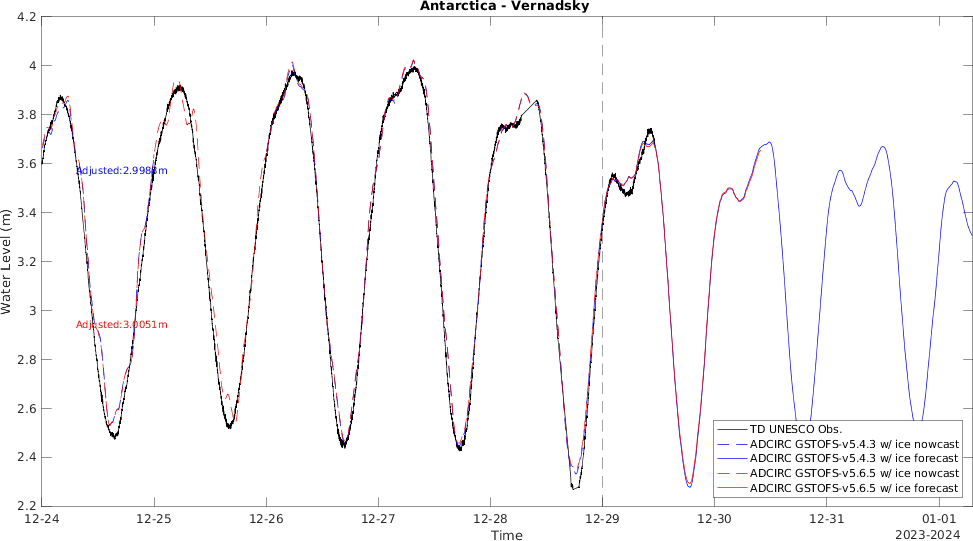 Antarctica - Vernadsky
4.2
4
3.8
3.6
3.4
3.2
3
2.8
2.6
2.4
2.2
Water Level (m)
Adjusted:2.9983m
Adjusted:3.0051m
TD UNESCO Obs.
ADCIRC GSTOFS-v5.4.3 w/ ice nowcast
ADCIRC GSTOFS-v5.4.3 w/ ice forecast
ADCIRC GSTOFS-v5.6.5 w/ ice nowcast
ADCIRC GSTOFS-v5.6.5 w/ ice forecast
12-24 12-25 12-26 12-27 12-28 12-29 12-30 12-31 01-01
Time
2023-2024